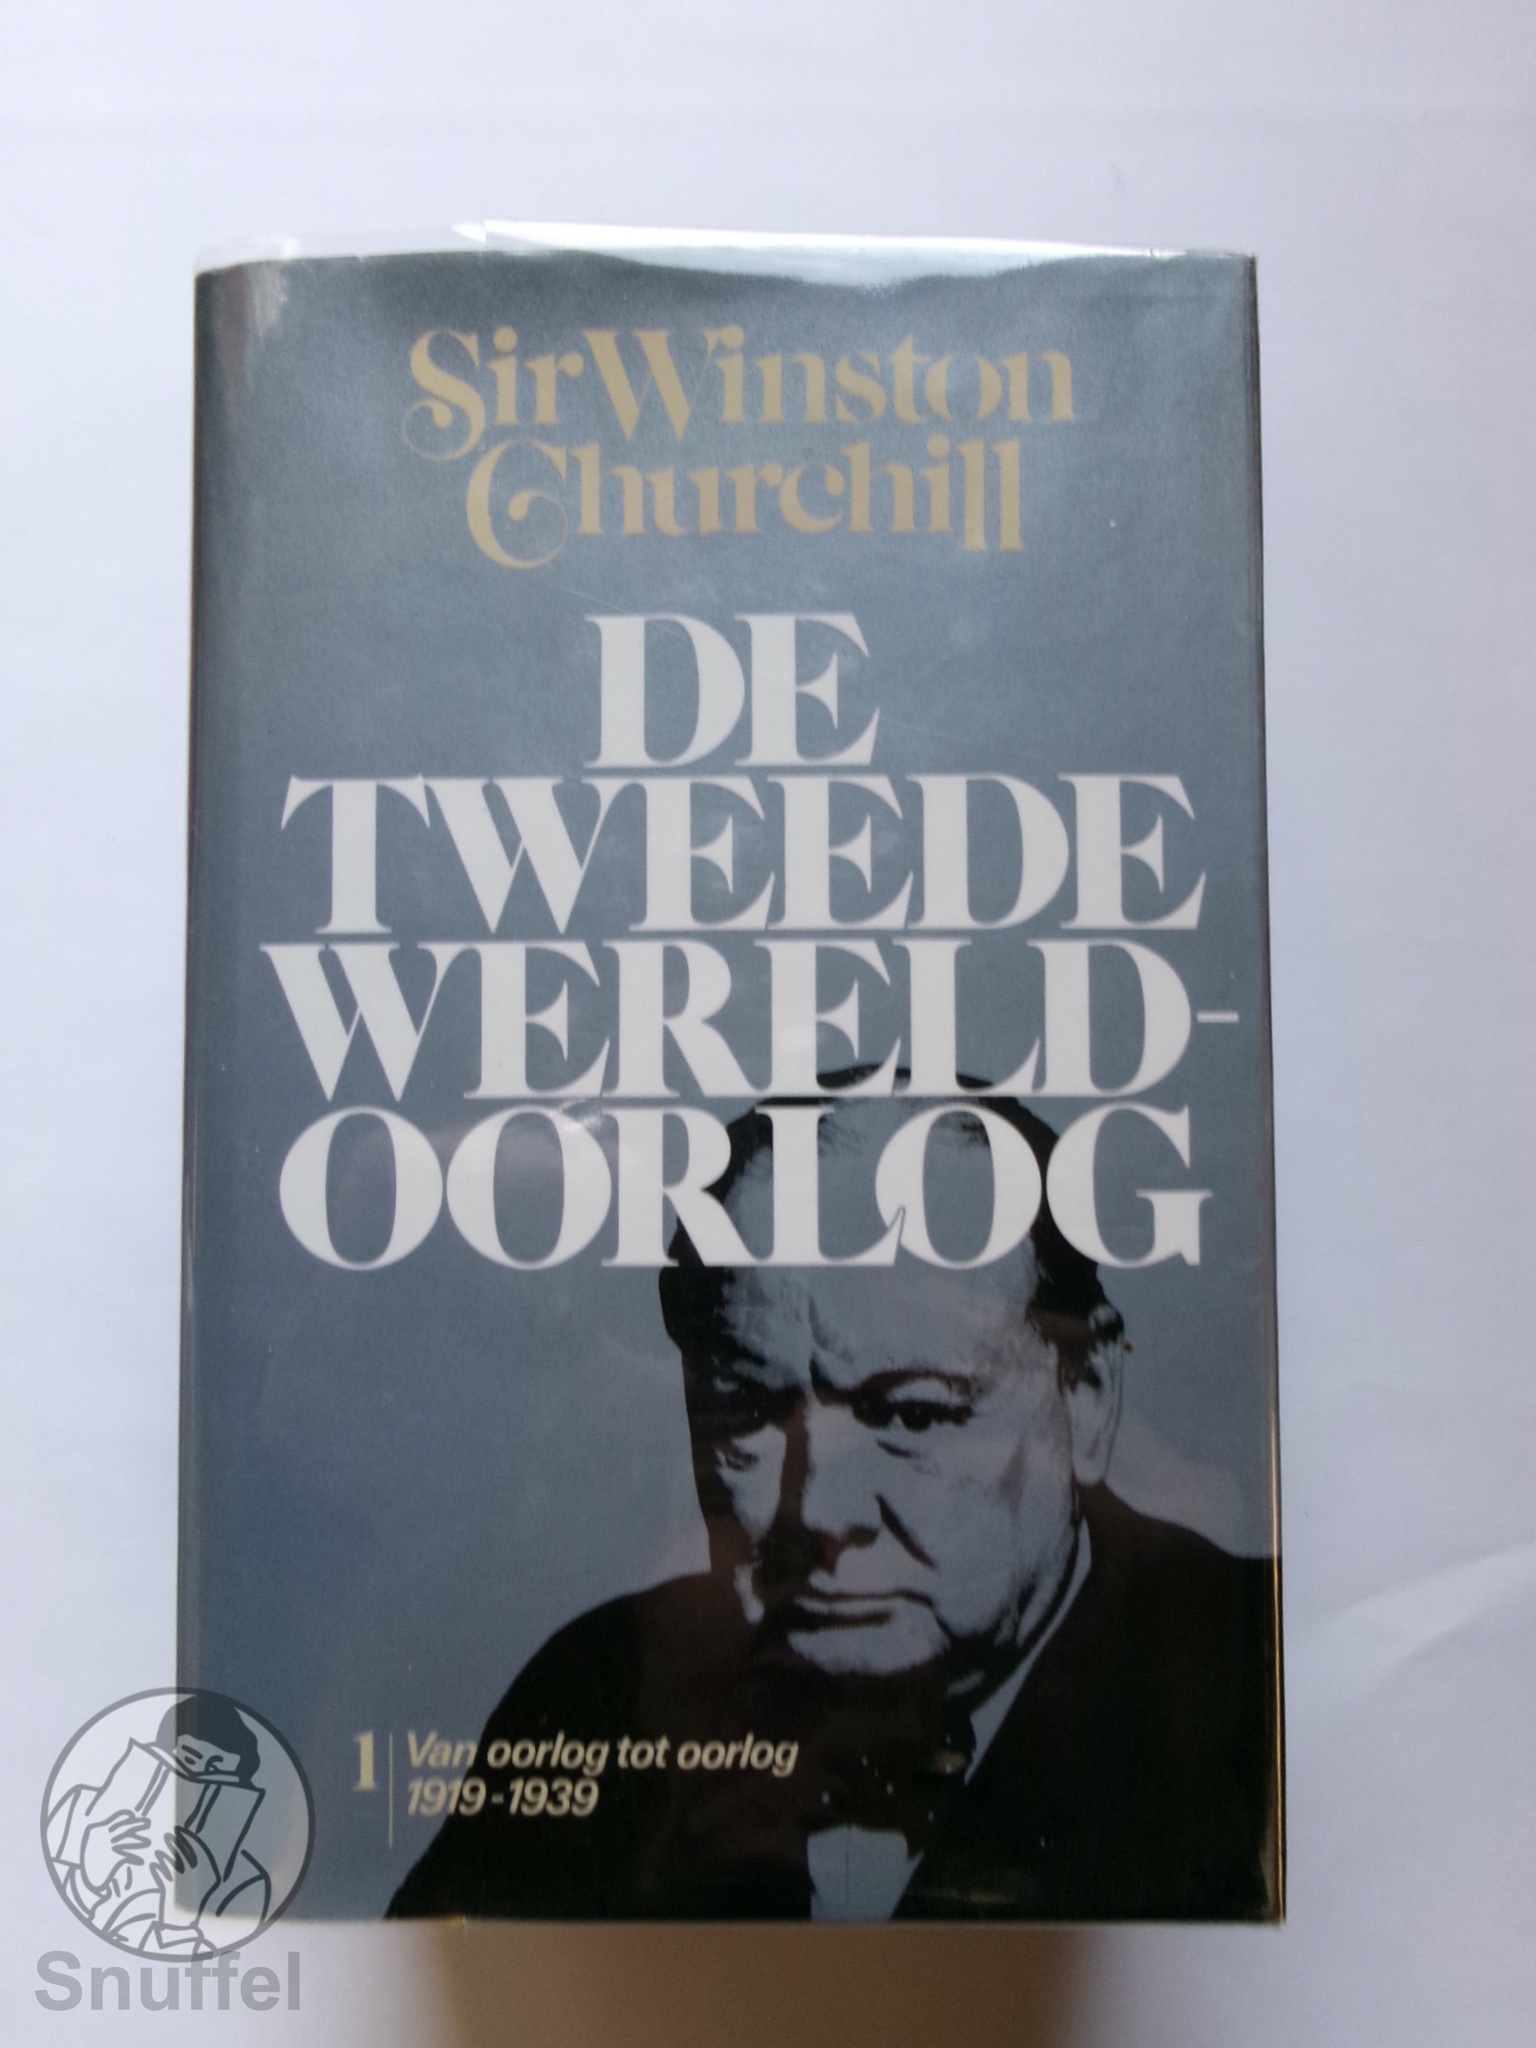 Sir Winston
Churchill
DE
TWEEDE
WERELD-
OORLOG
1 Van oorlog tot oorlog
1919-1939
Snuffel